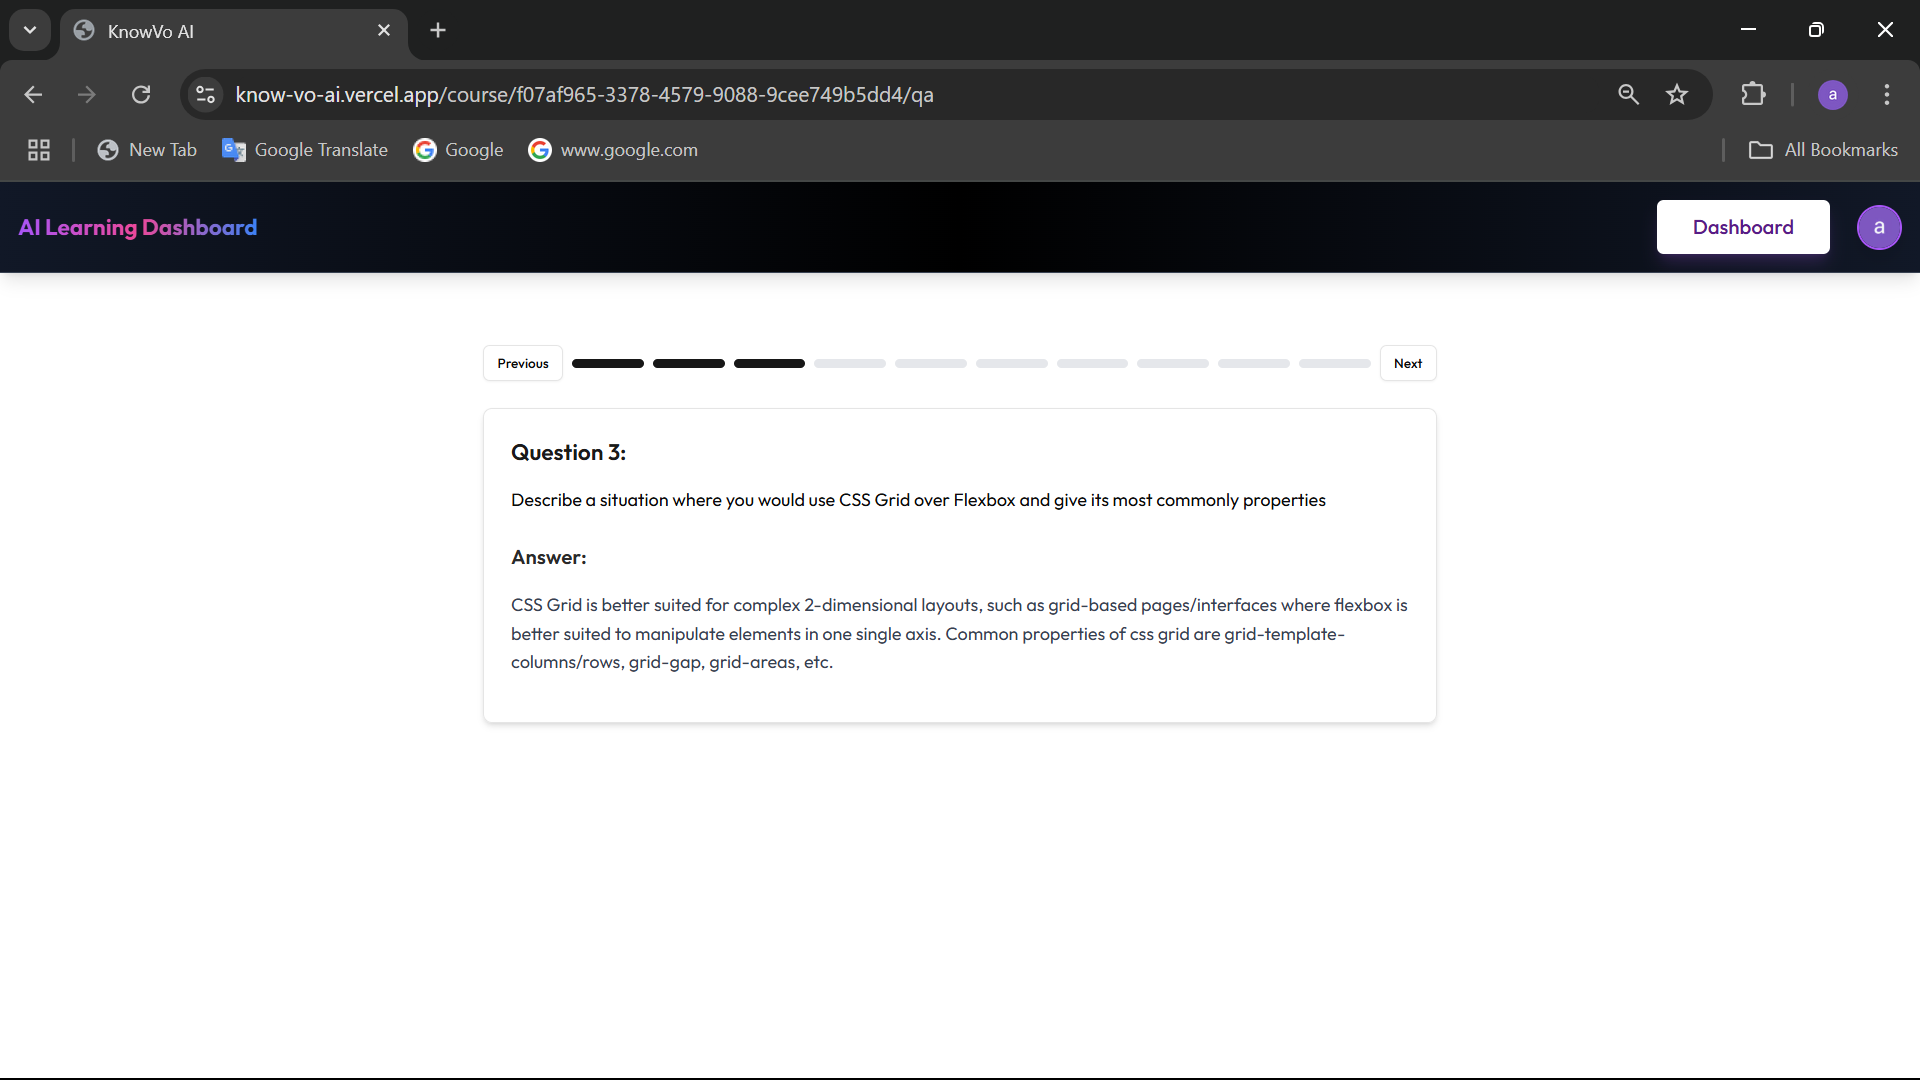 KnowVo AI
know-vo-ai.vercel.app/course/f07af965-3378-4579-9088-9cee749b5dd4/qa
a
New Tab
Google Translate
Google
www.google.com
All Bookmarks
AI Learning Dashboard
Dashboard
a
Previous
Next
Question 3:
Describe a situation where you would use CSS Grid over Flexbox and give its most commonly properties
Answer:
CSS Grid is better suited for complex 2-dimensional layouts, such as grid-based pages/interfaces where flexbox is
better suited to manipulate elements in one single axis. Common properties of css grid are grid-template-
columns/rows, grid-gap, grid-areas, etc.